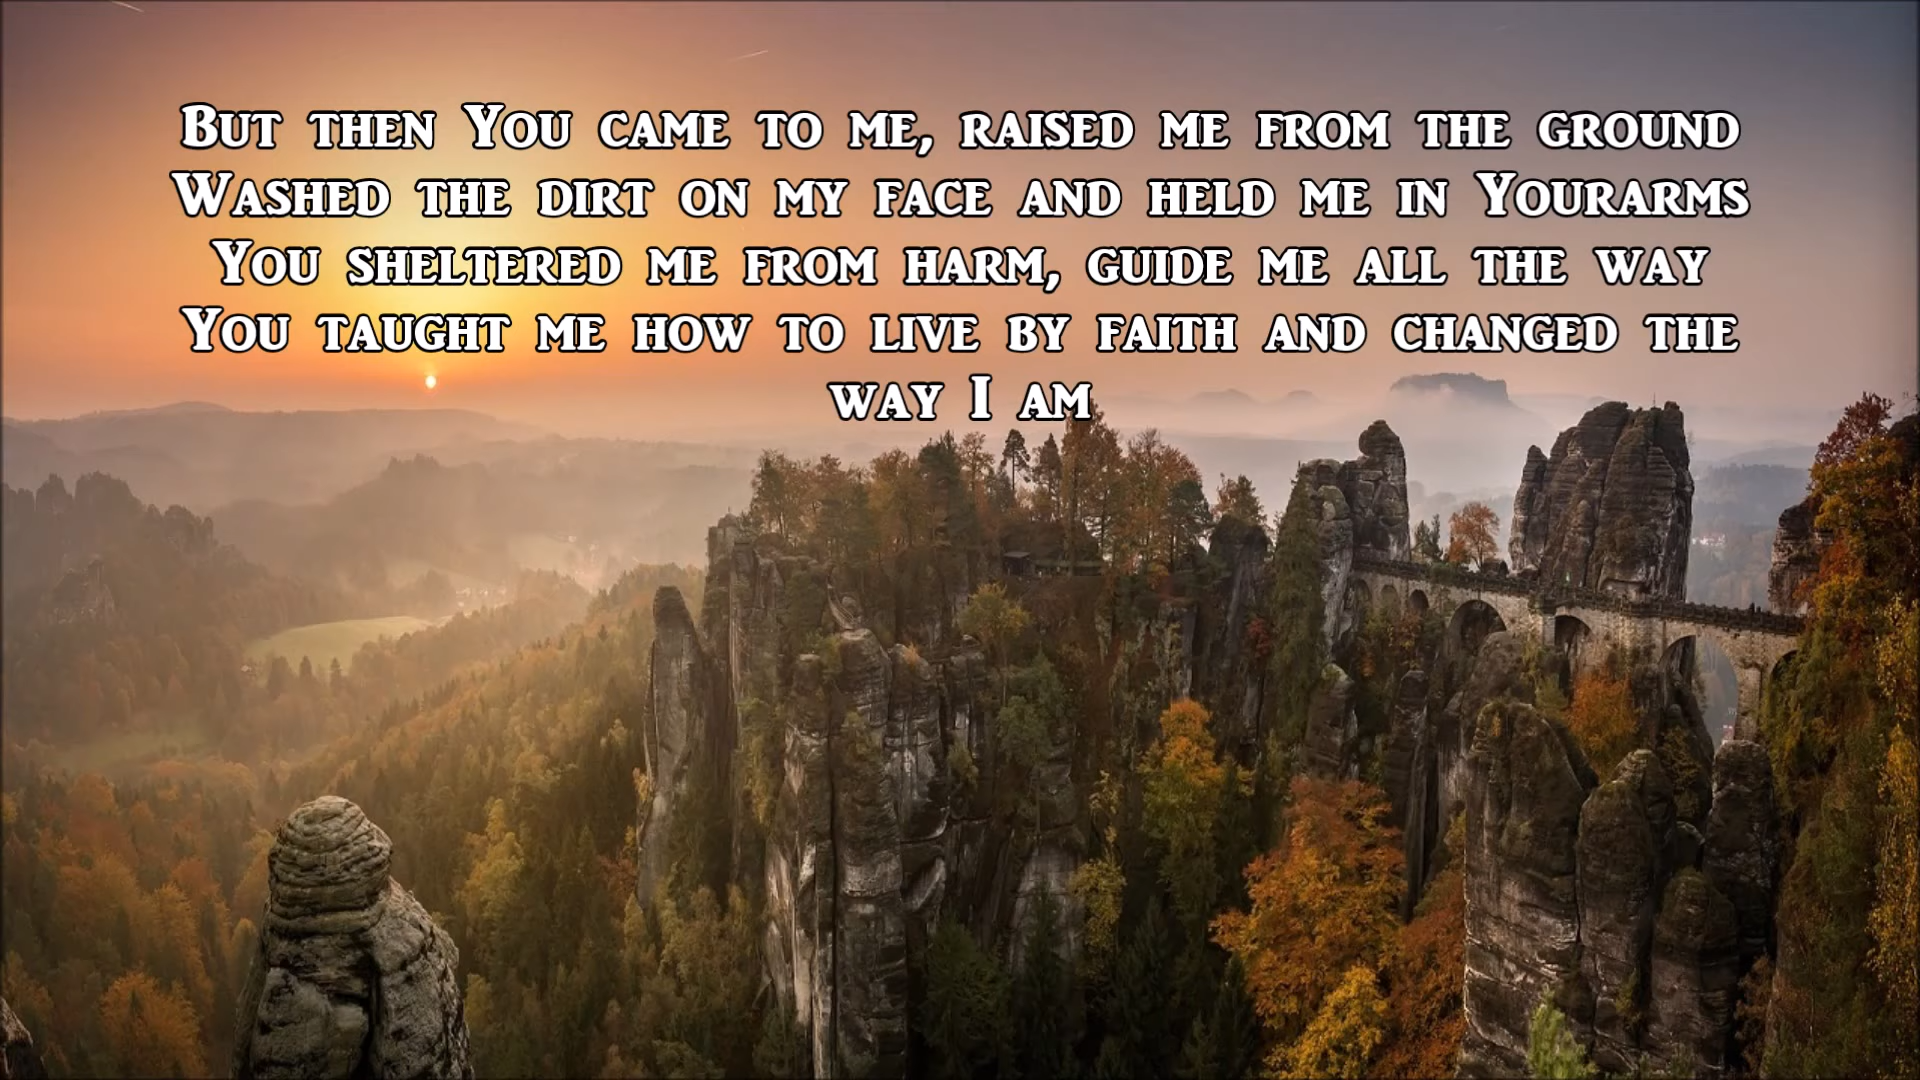 But then You came to me, raised me from the ground
Washed the dirt on my face and held me in Yourarms
You sheltered me from harm, guide me all the way
You taught me how to live by faith and changed the
way I am